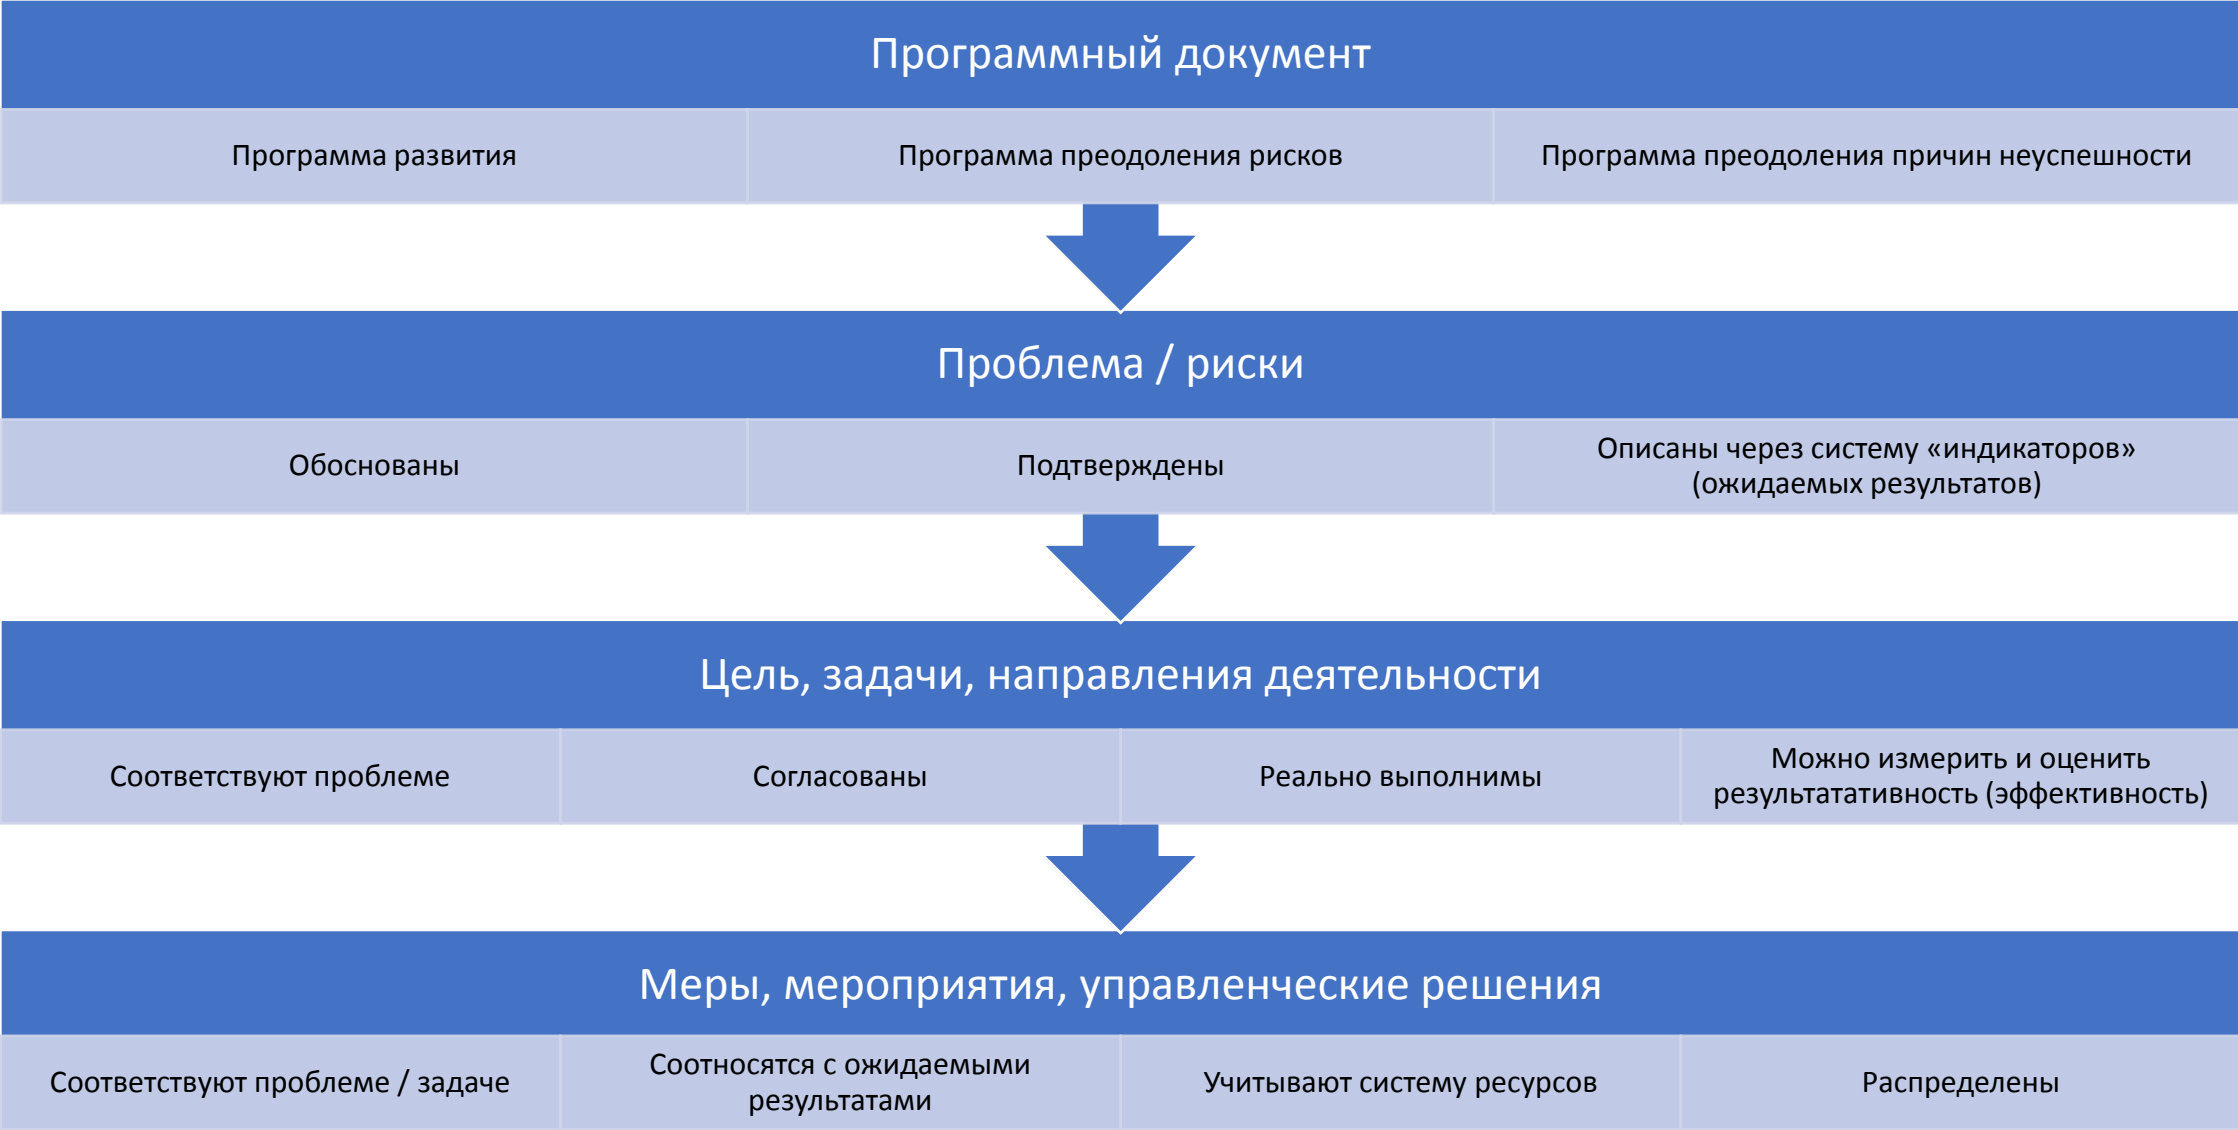 Программный документ
Программа развития
Программа преодоления рисков
Программа преодоления причин неуспешности
Проблема / риски
Обоснованы
Подтверждены
Описаны через систему «индикаторов»
(ожидаемых результатов)
Цель, задачи, направления деятельности
Соответствуют проблеме
Согласованы
Реально выполнимы
Можно измерить и оценить
результатативность (эффективность)
Меры, мероприятия, управленческие решения
Соответствуют проблеме / задаче
Соотносятся с ожидаемыми
результатами
Учитывают систему ресурсов
Распределены